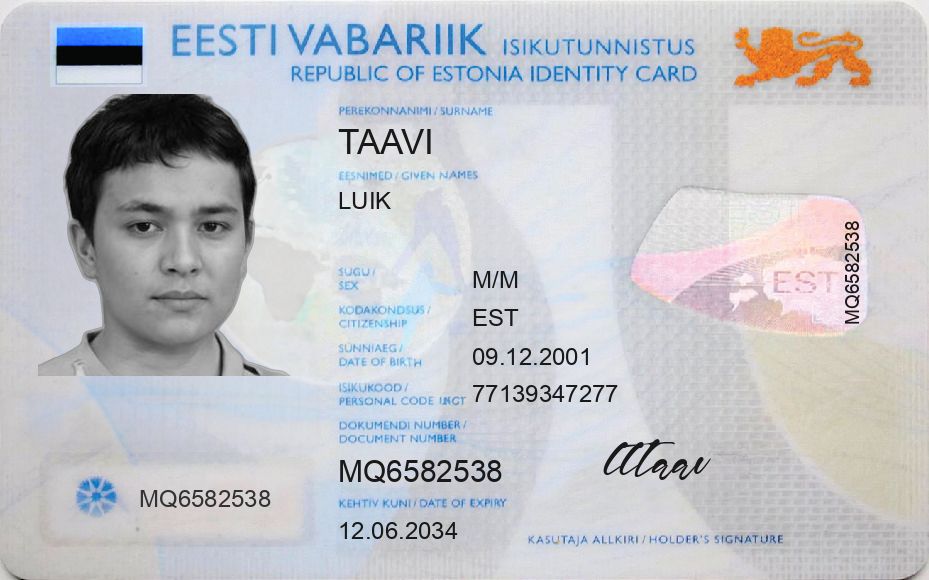 EESTI VABARIIK ISIKUTUNNISTUS
REPUBLIC OF ESTONIA IDENTITY CARD
PEREKONNANIMI / SURNAME
TAAVI
EESNIMED / GIVEN NAMES
LUIK
SUGU /
SEX
M/M
KODAKONDSUS /
CITIZENSHIP
EST
SÜNNIAEG /
DATE OF BIRTH
09.12.2001
ISIKUKOOD /
PERSONAL CODE
77139347277
DOKUMENDI NUMBER /
DOCUMENT NUMBER
MQ6582538
KEHTIV KUNI / DATE OF EXPIRY
12.06.2034
MQ6582538
EST
MQ6582538
KASUTAJA ALLKIRI / HOLDER'S SIGNATURE